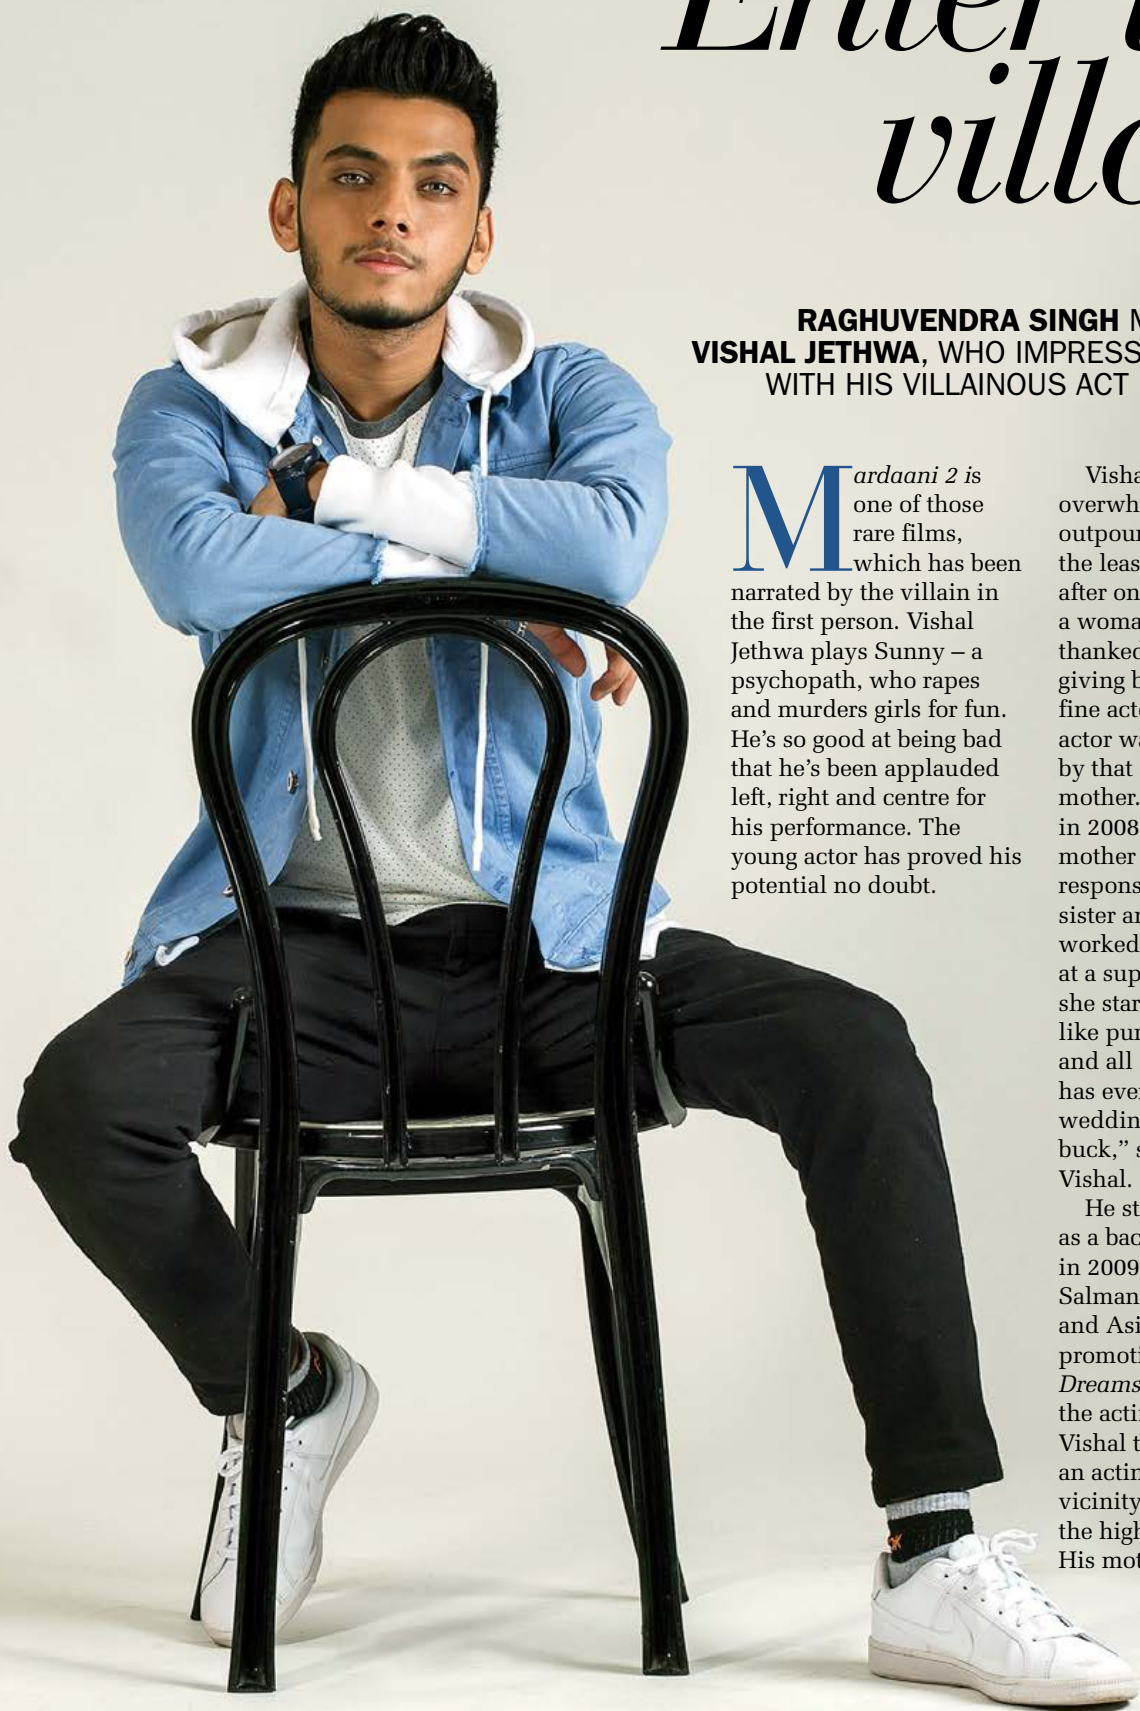 Enter
villa
RAGHUVENDRA SINGH M
VISHAL JETHWA, WHO IMPRESS
WITH HIS VILLAINOUS ACT
Mardaani 2 is
one of those
rare films,
which has been
narrated by the villain in
the first person. Vishal
Jethwa plays Sunny – a
psychopath, who rapes
and murders girls for fun.
He’s so good at being bad
that he’s been applauded
left, right and centre for
his performance. The
young actor has proved his
potential no doubt.
Visha
overwh
outpour
the leas
after on
a woma
thanked
giving b
fine act
actor wa
by that
mother.
in 2008
mother
respons
sister an
worked
at a sup
she star
like pur
and all
has eve
weddin
buck,” s
Vishal.
He st
as a bac
in 2009
Salman
and Asi
promoti
Dreams
the acti
Vishal t
an actin
vicinity
the high
His mot